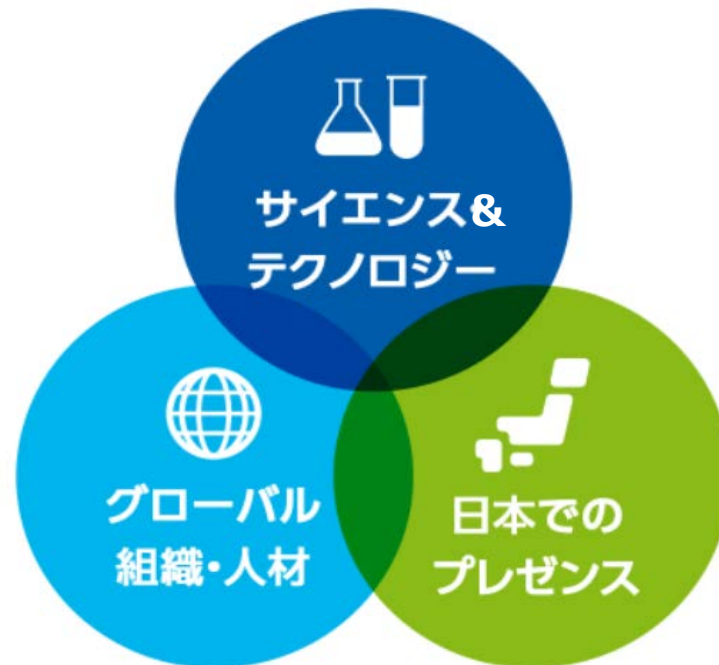 サイエンス&
テクノロジー
グローバル
組織・人材
日本での
プレゼンス